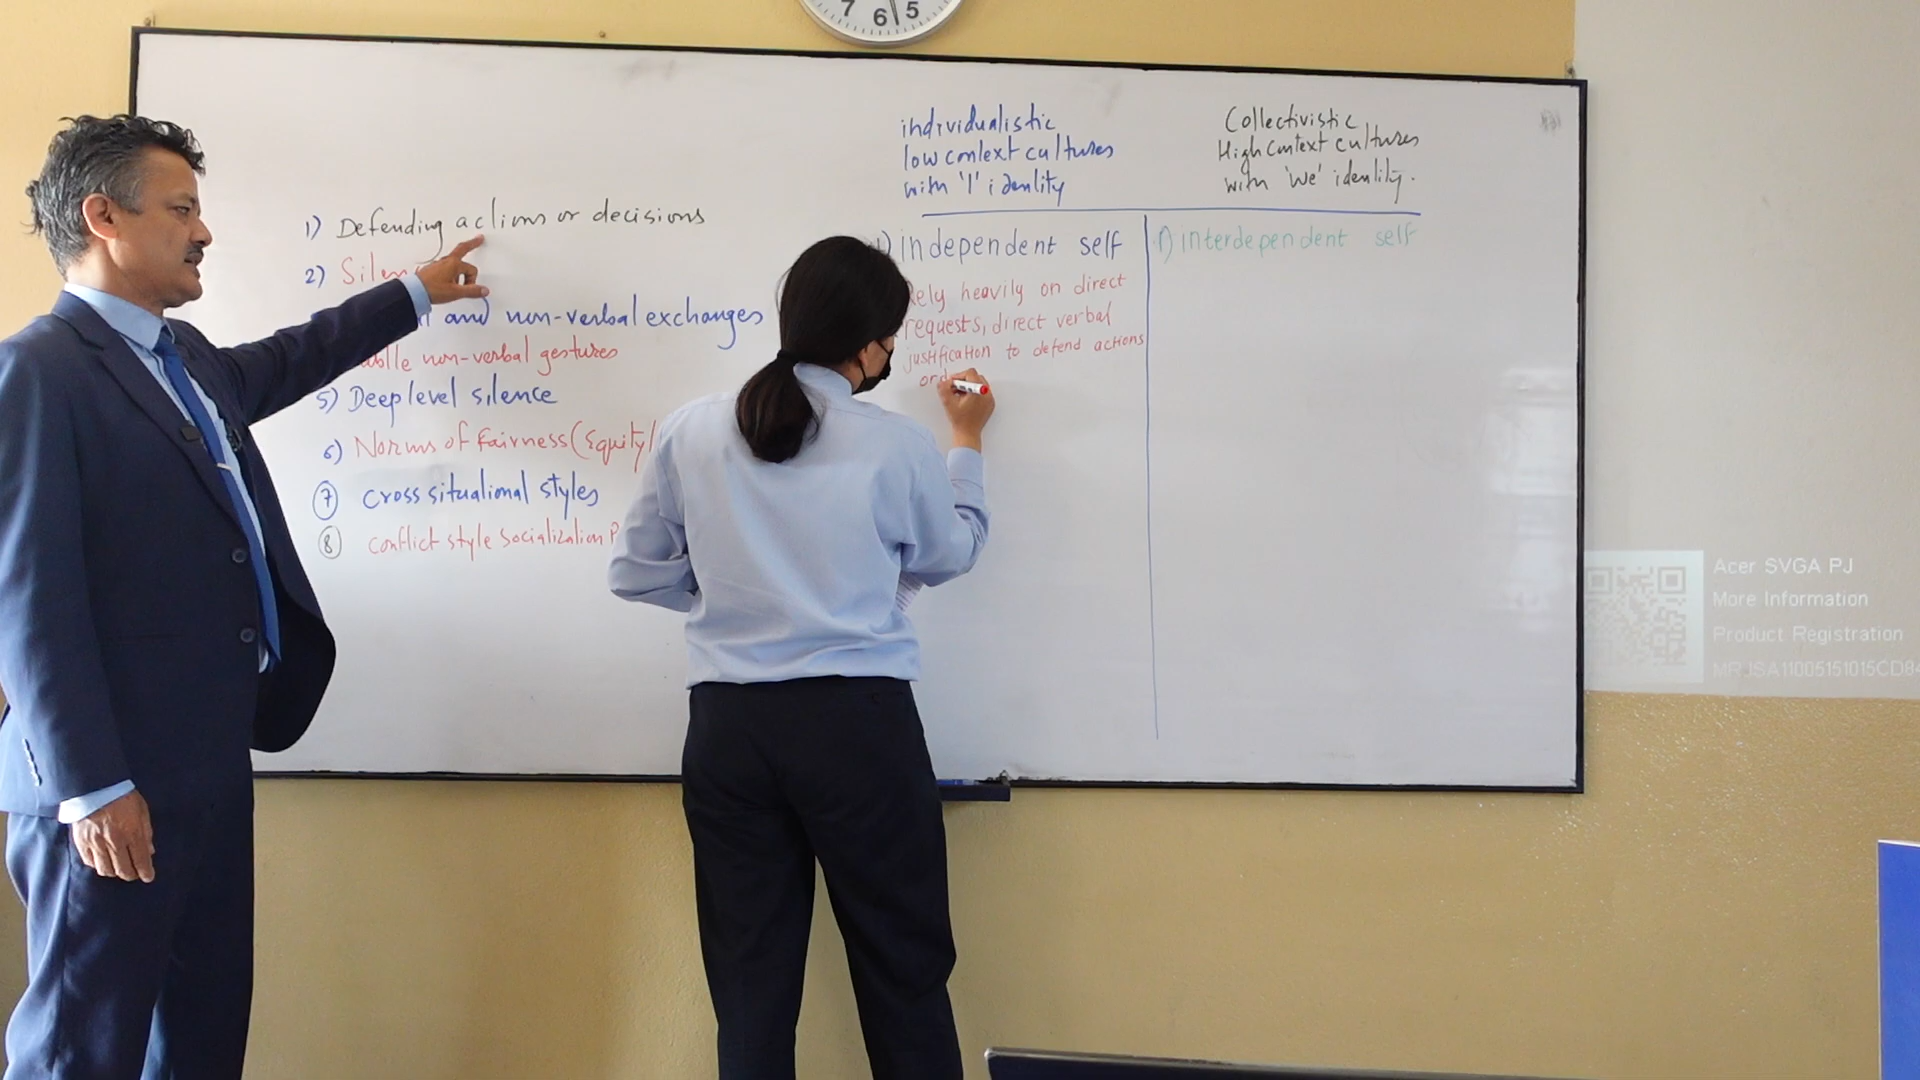 7 6 5
individualistic
low context cultures
with 'I' identity
Collectivistic
High context cultures
with 'we' identity.
1) Defending actions or decisions
2)
and non-verbal exchanges
non-verbal gestures
5) Deep level silence
6) Norms of Fairness (Equity/
7 cross situational styles
8 conflict style socialization P
independent self
rely heavily on direct
requests, direct verbal
justification to defend actions
or
1) interdependent self
Acer SVGA PJ
More Information
Product Registration